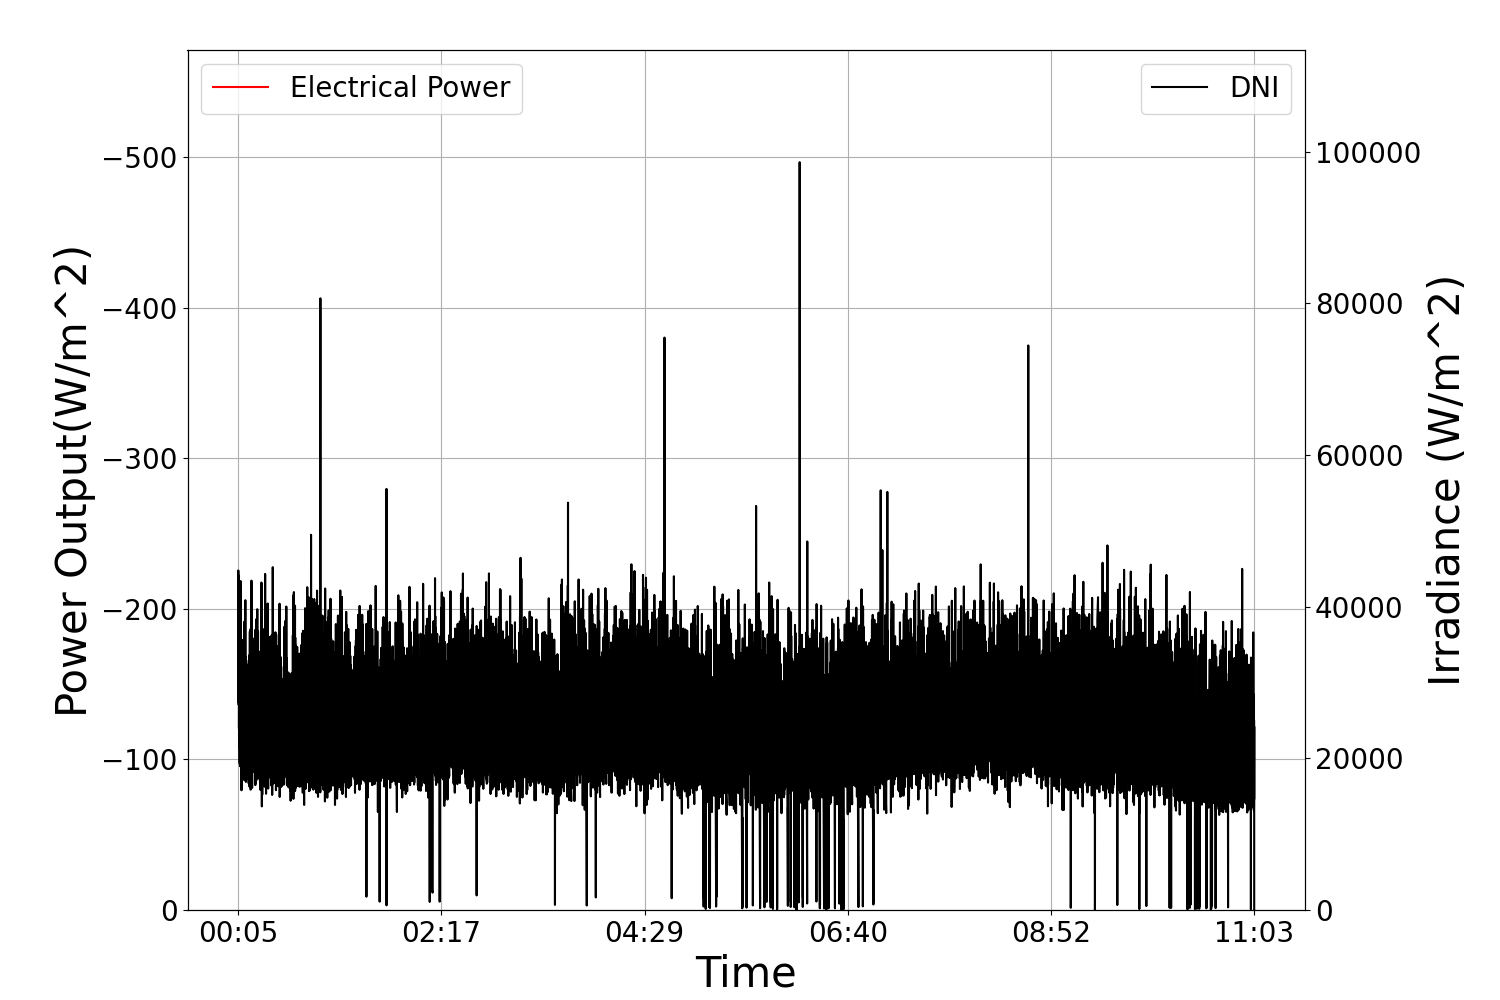 Electrical Power
DNI
−500
−400
−300
−200
−100
0
Power Output(W/m^2)
100000
80000
60000
40000
20000
0
Irradiance (W/m^2)
00:05 02:17 04:29 06:40 08:52 11:03
Time